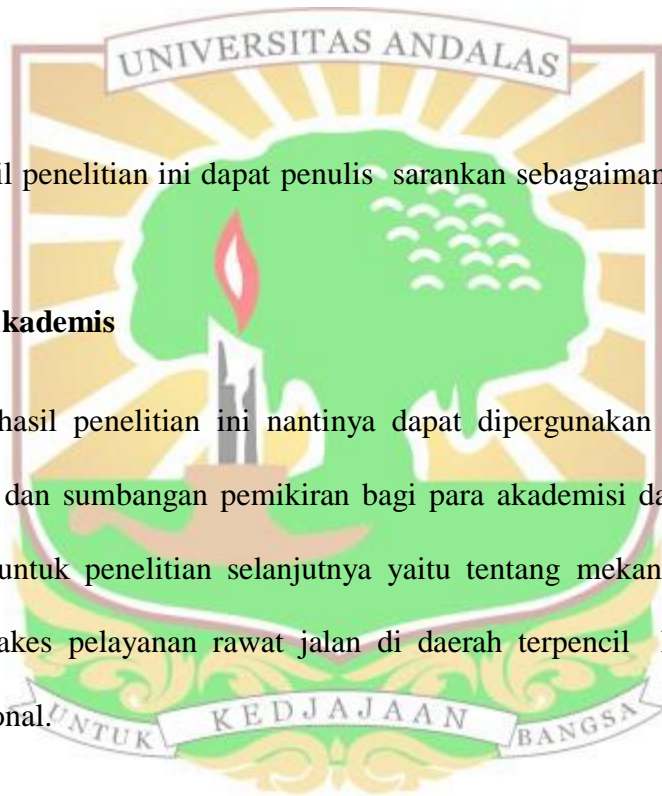 UNIVERSITAS ANDALAS
il penelitian ini dapat penulis sarankan sebagaiman
kademis
hasil penelitian ini nantinya dapat dipergunakan
dan sumbangan pemikiran bagi para akademisi da
untuk penelitian selanjutnya yaitu tentang mekan
akes pelayanan rawat jalan di daerah terpencil
onal.
UNTUK KEDJAJAAN BANGSA